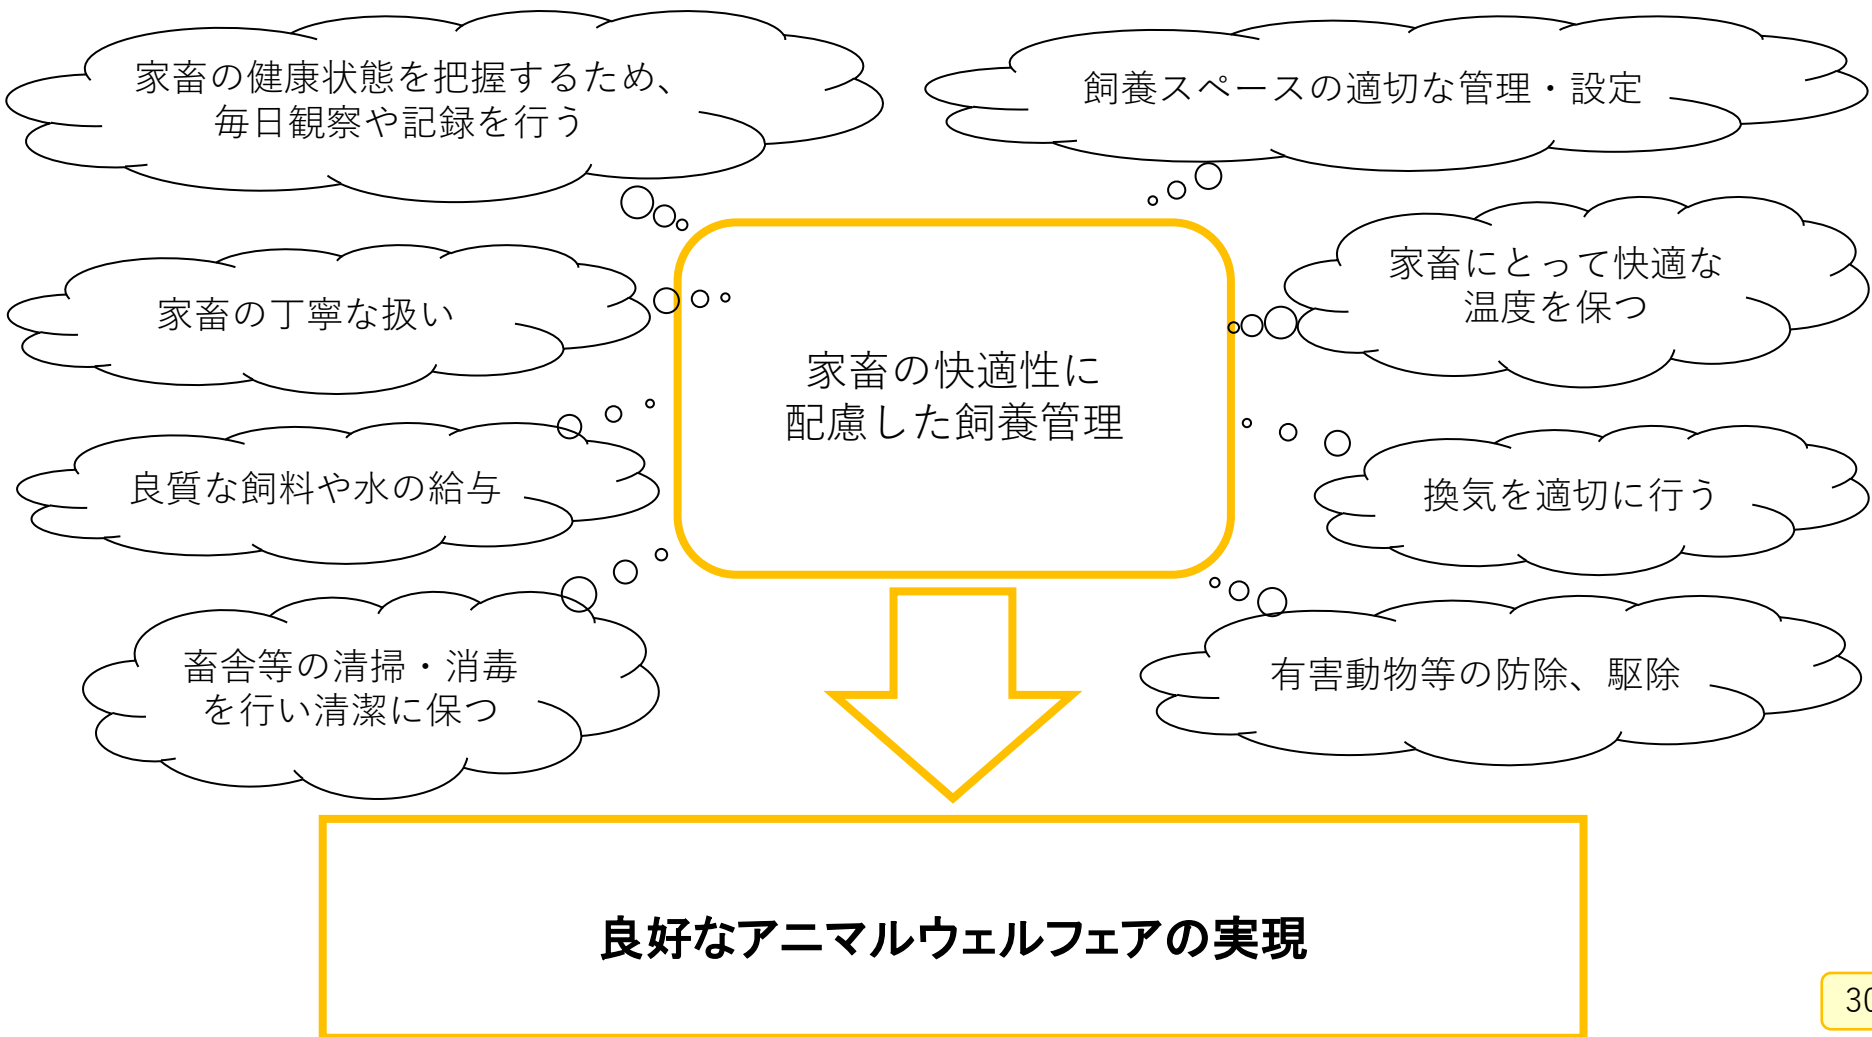 家畜の健康状態を把握するため、
毎日観察や記録を行う
飼養スペースの適切な管理・設定
家畜の丁寧な扱い
家畜にとって快適な
温度を保つ
家畜の快適性に
配慮した飼養管理
良質な飼料や水の給与
換気を適切に行う
畜舎等の清掃・消毒
を行い清潔に保つ
有害動物等の防除、駆除
良好なアニマルウェルフェアの実現
30